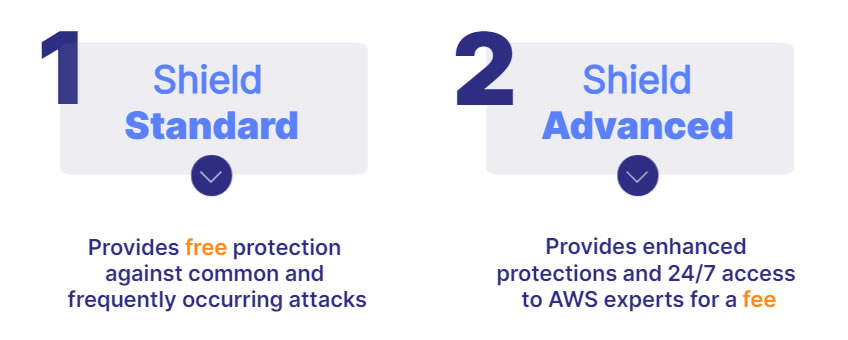 1
Shield
Standard
Provides free protection
against common and
frequently occurring attacks
2
Shield
Advanced
Provides enhanced
protections and 24/7 access
to AWS experts for a fee